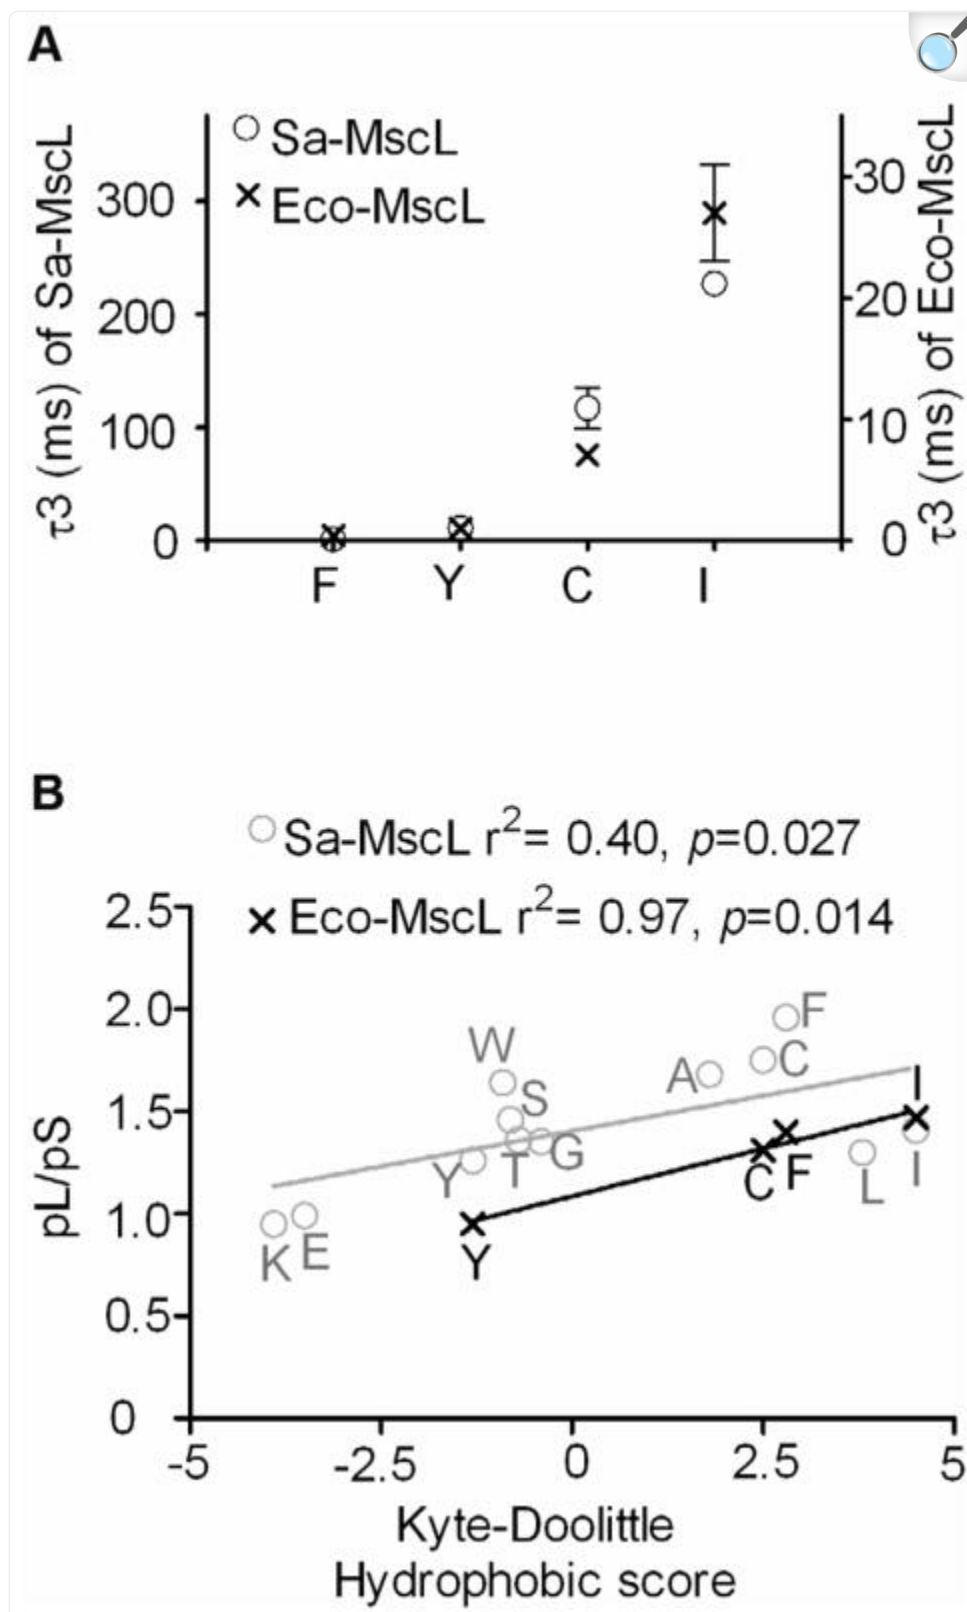 A
Sa-MscL
Eco-MscL
τ3 (ms) of Sa-MscL
300
200
100
0
τ3 (ms) of Eco-MscL
30
20
10
0
F Y C I
B
Sa-MscL r²= 0.40, p=0.027
Eco-MscL r²= 0.97, p=0.014
pL/pS
2.5
2.0
1.5
1.0
0.5
0
F
W
C
A
S
I
G
T
Y
C
F
L
I
K
E
Y
-5 -2.5 0 2.5 5
Kyte-Doolittle
Hydrophobic score